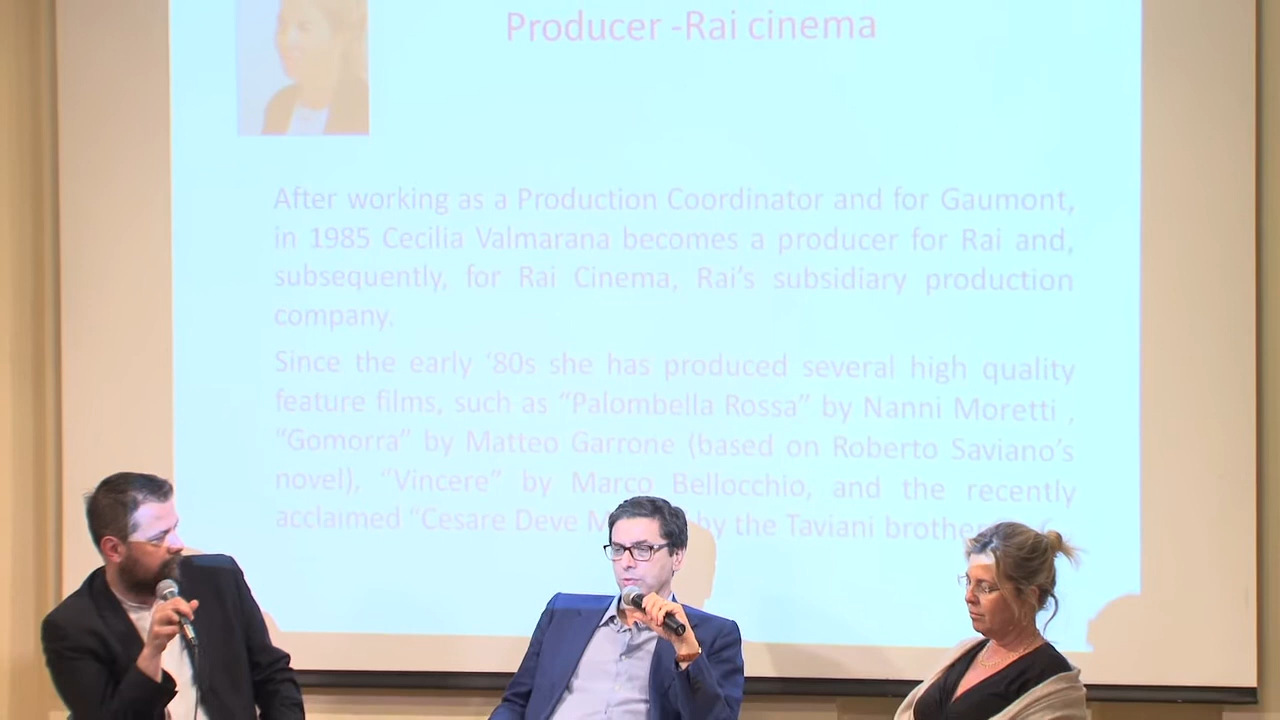 Producer -Rai cinema
After working as a Production Coordinator and for Gaumont,
in 1985 Cecilia Valmarana becomes a producer for Rai and,
subsequently, for Rai Cinema, Rai's subsidiary production
company.
Since the early '80s she has produced several high quality
feature films, such as “Palombella Rossa” by Nanni Moretti ,
“Gomorra” by Matteo Garrone (based on Roberto Saviano's
novel), “Vincere” by Marco Bellocchio, and the recently
acclaimed “Cesare Deve by the Taviani